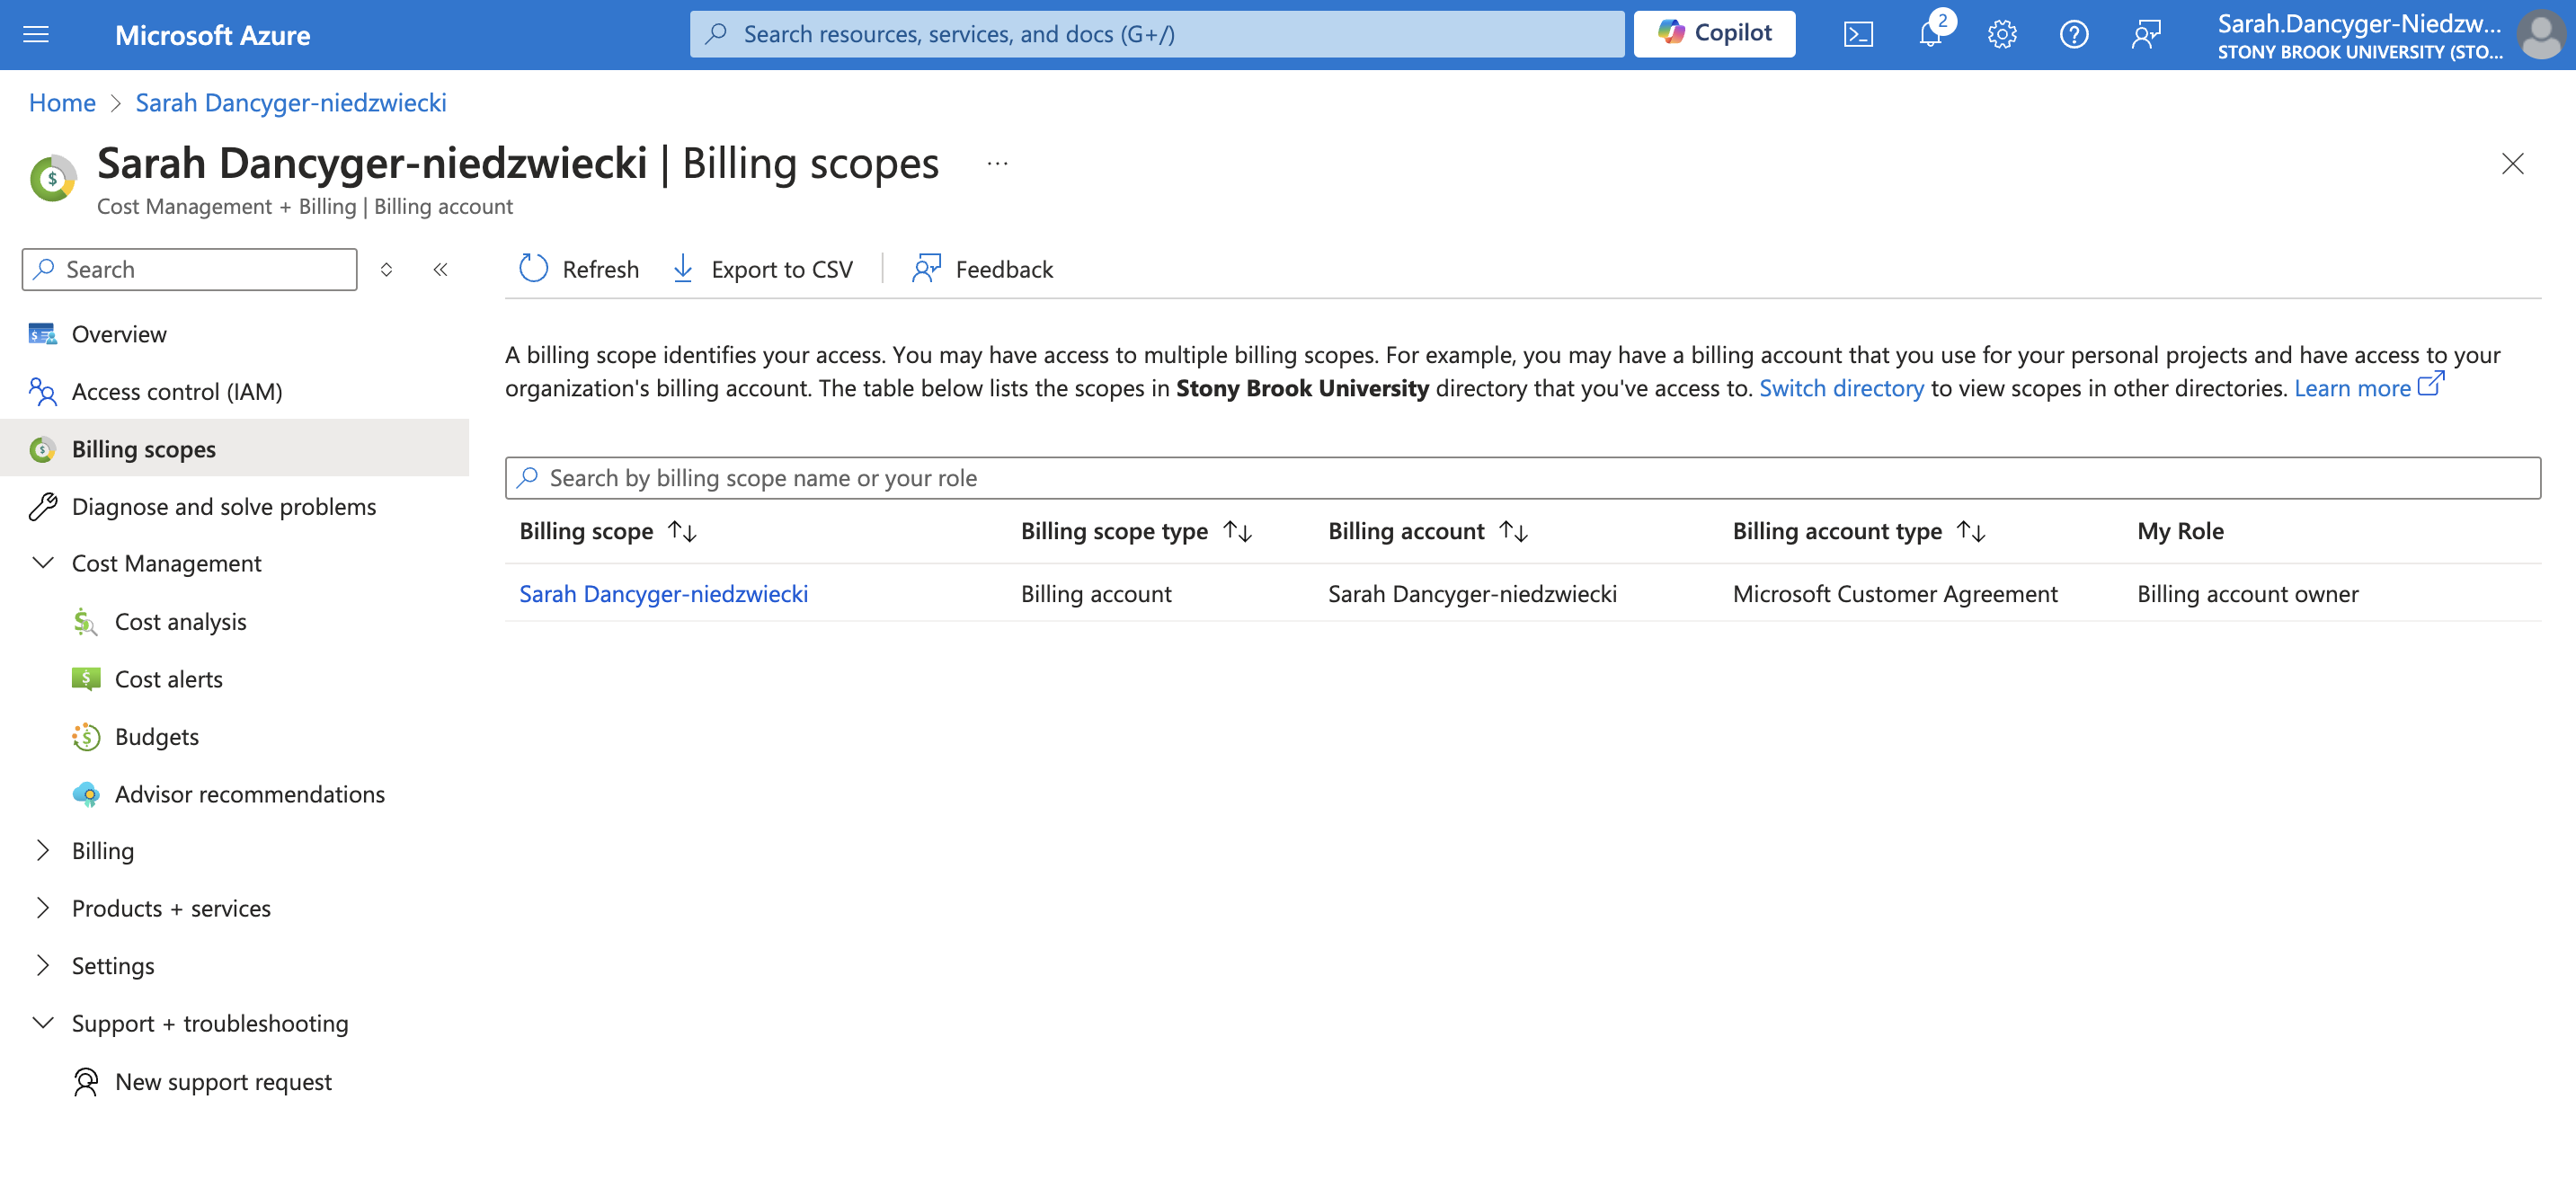 Microsoft Azure
Search resources, services, and docs (G+/)
Copilot
2
Sarah.Dancyger-Niedzw...
STONY BROOK UNIVERSITY (STO...
Home > Sarah Dancyger-niedzwiecki
Sarah Dancyger-niedzwiecki | Billing scopes ...
Cost Management + Billing | Billing account
Search
Overview
Access control (IAM)
Billing scopes
Diagnose and solve problems
Cost Management
Cost analysis
Cost alerts
Budgets
Advisor recommendations
Billing
Products + services
Settings
Support + troubleshooting
New support request
Refresh
Export to CSV
Feedback
A billing scope identifies your access. You may have access to multiple billing scopes. For example, you may have a billing account that you use for your personal projects and have access to your
organization's billing account. The table below lists the scopes in Stony Brook University directory that you've access to. Switch directory to view scopes in other directories. Learn more
Search by billing scope name or your role
Billing scope ↑↓ Billing scope type ↑↓ Billing account ↑↓ Billing account type ↑↓ My Role
Sarah Dancyger-niedzwiecki Billing account Sarah Dancyger-niedzwiecki Microsoft Customer Agreement Billing account owner